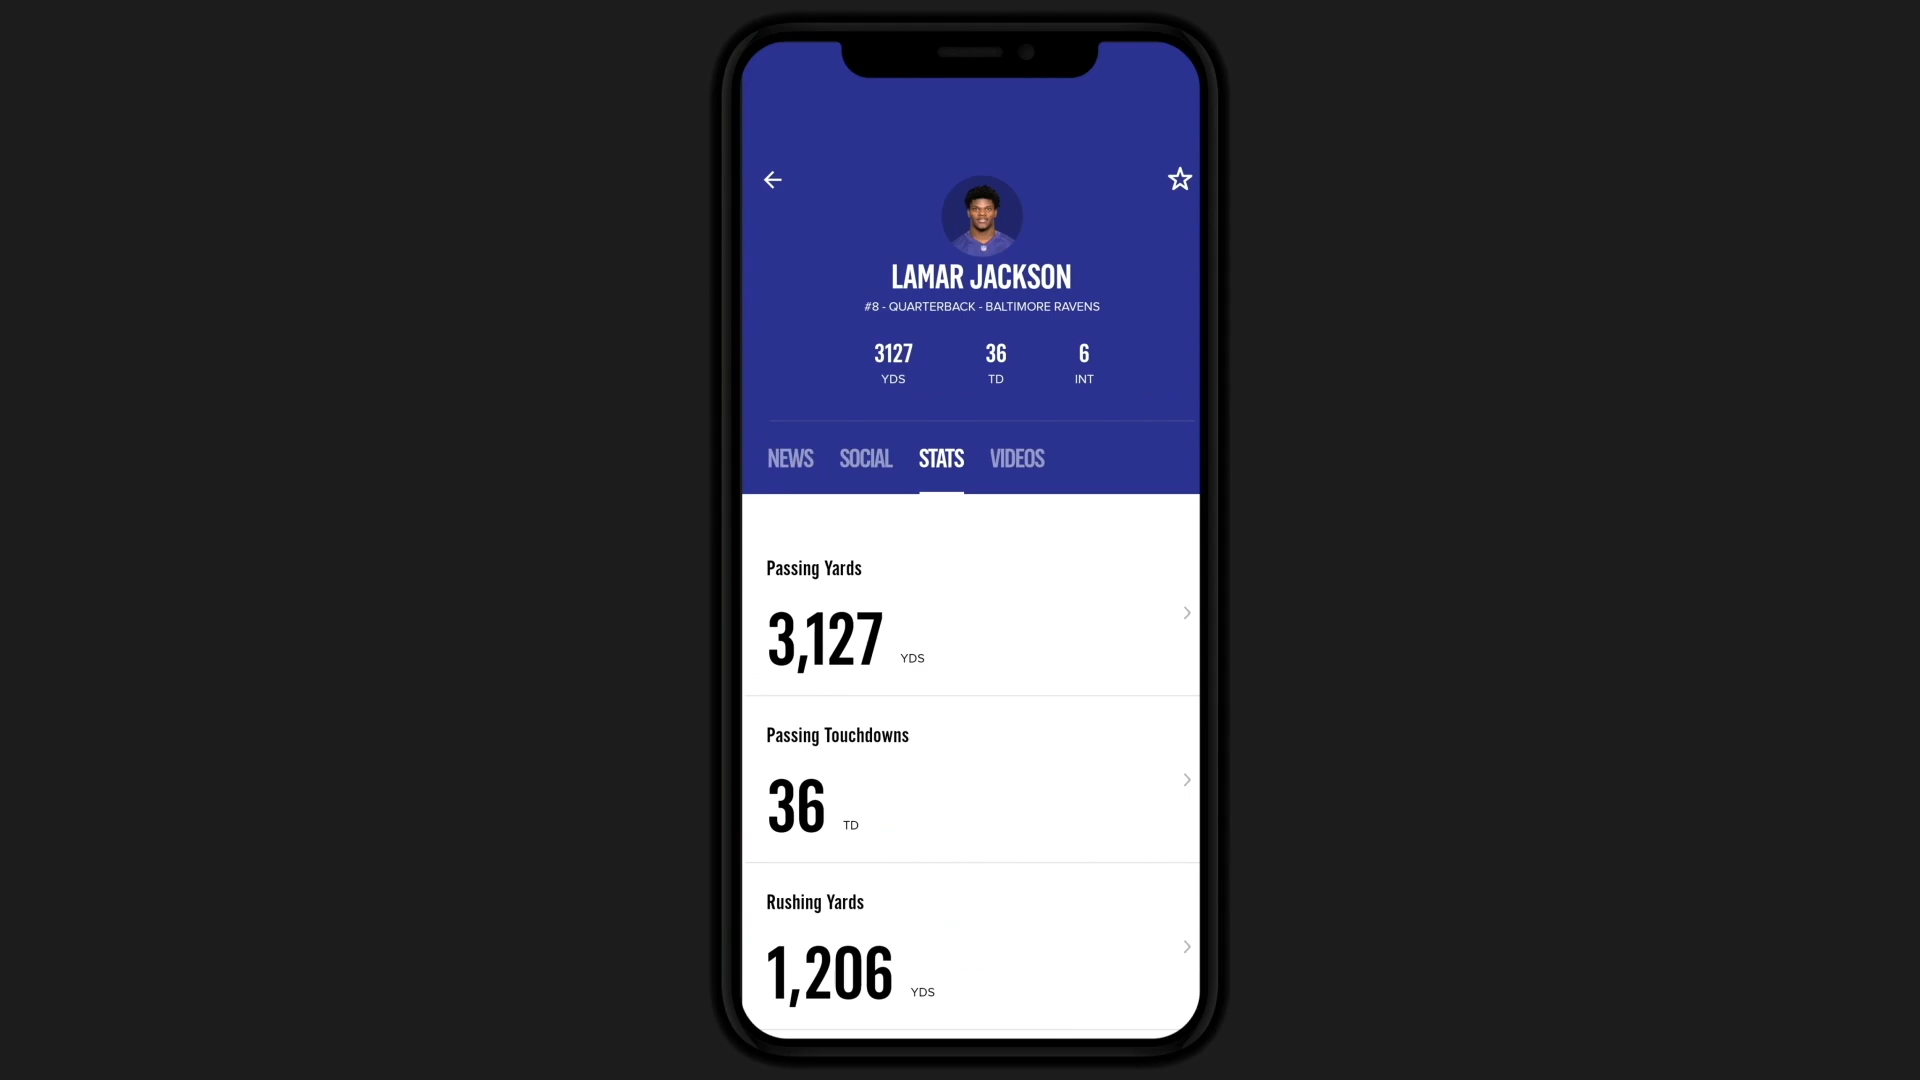 LAMAR JACKSON
#8 - QUARTERBACK - BALTIMORE RAVENS
3127 36 6
YDS TD INT
NEWS SOCIAL STATS VIDEOS
Passing Yards
3,127 YDS
Passing Touchdowns
36 TD
Rushing Yards
1,206 YDS